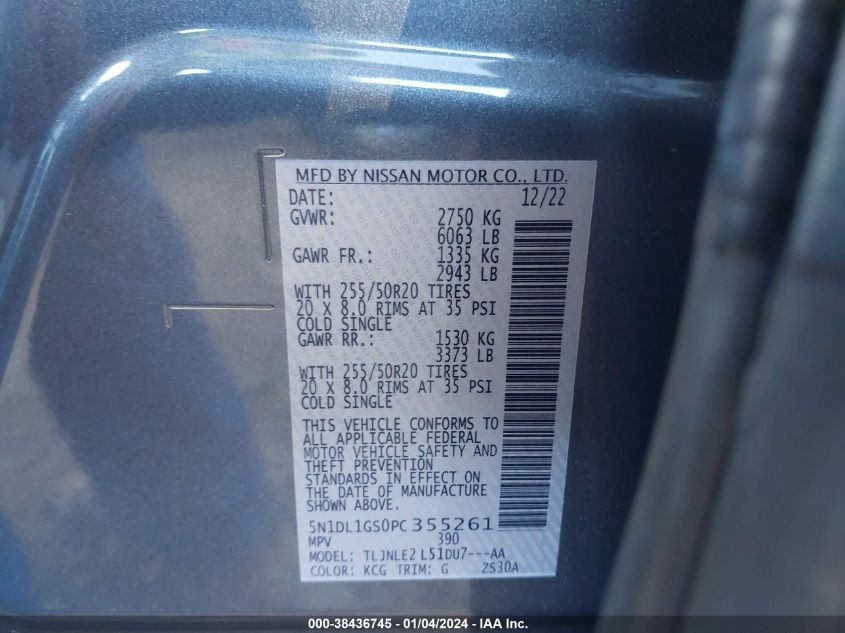 MFD BY NISSAN MOTOR CO., LTD.
DATE: 12/22
GVWR: 2750 KG
6063 LB
GAWR FR.: 1335 KG
2943 LB
WITH 255/50R20 TIRES
20 X 8.0 RIMS AT 35 PSI
COLD SINGLE
GAWR RR.: 1530 KG
3373 LB
WITH 255/50R20 TIRES
20 X 8.0 RIMS AT 35 PSI
COLD SINGLE
THIS VEHICLE CONFORMS TO
ALL APPLICABLE FEDERAL
MOTOR VEHICLE SAFETY AND
THEFT PREVENTION
STANDARDS IN EFFECT ON
THE DATE OF MANUFACTURE
SHOWN ABOVE.
5N1DL1GS0PC355261
MPV 390
MODEL: TLJNLE2 L51DU7---AA
COLOR: KCG TRIM: G ZS30A
000-38436745 - 01/04/2024 - IAA Inc.